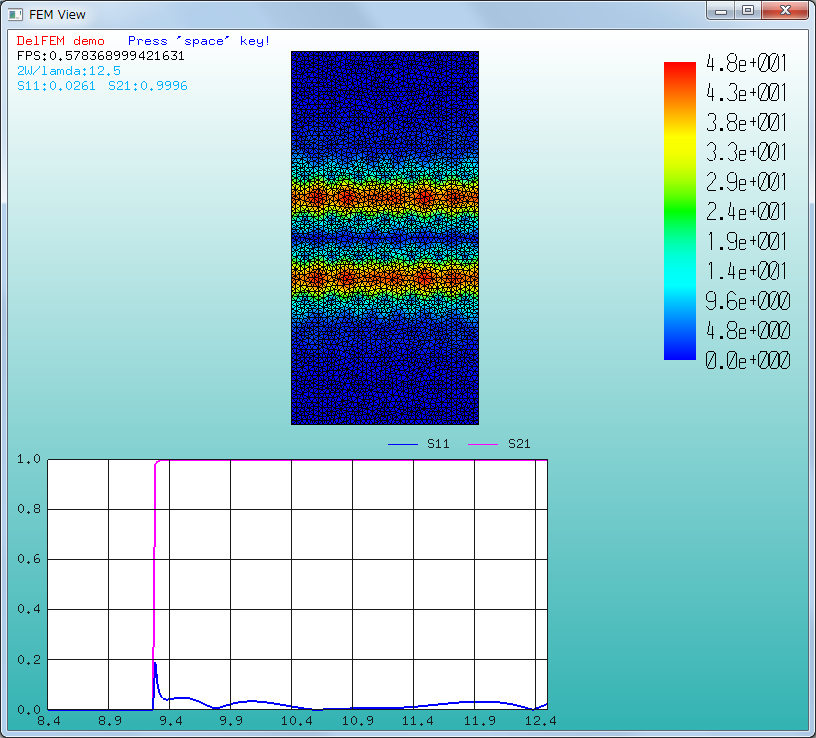 FEM View
DelFEM demo   Press "space" key!
FPS:0.578368999421631
2W/lamda:12.5
S11:0.0261  S21:0.9996
4.8e+001
4.3e+001
3.8e+001
3.3e+001
2.9e+001
2.4e+001
1.9e+001
1.4e+001
9.6e+000
4.8e+000
0.0e+000
S11 S21
1.0
0.8
0.6
0.4
0.2
0.0
8.4 8.9 9.4 9.9 10.4 10.9 11.4 11.9 12.4